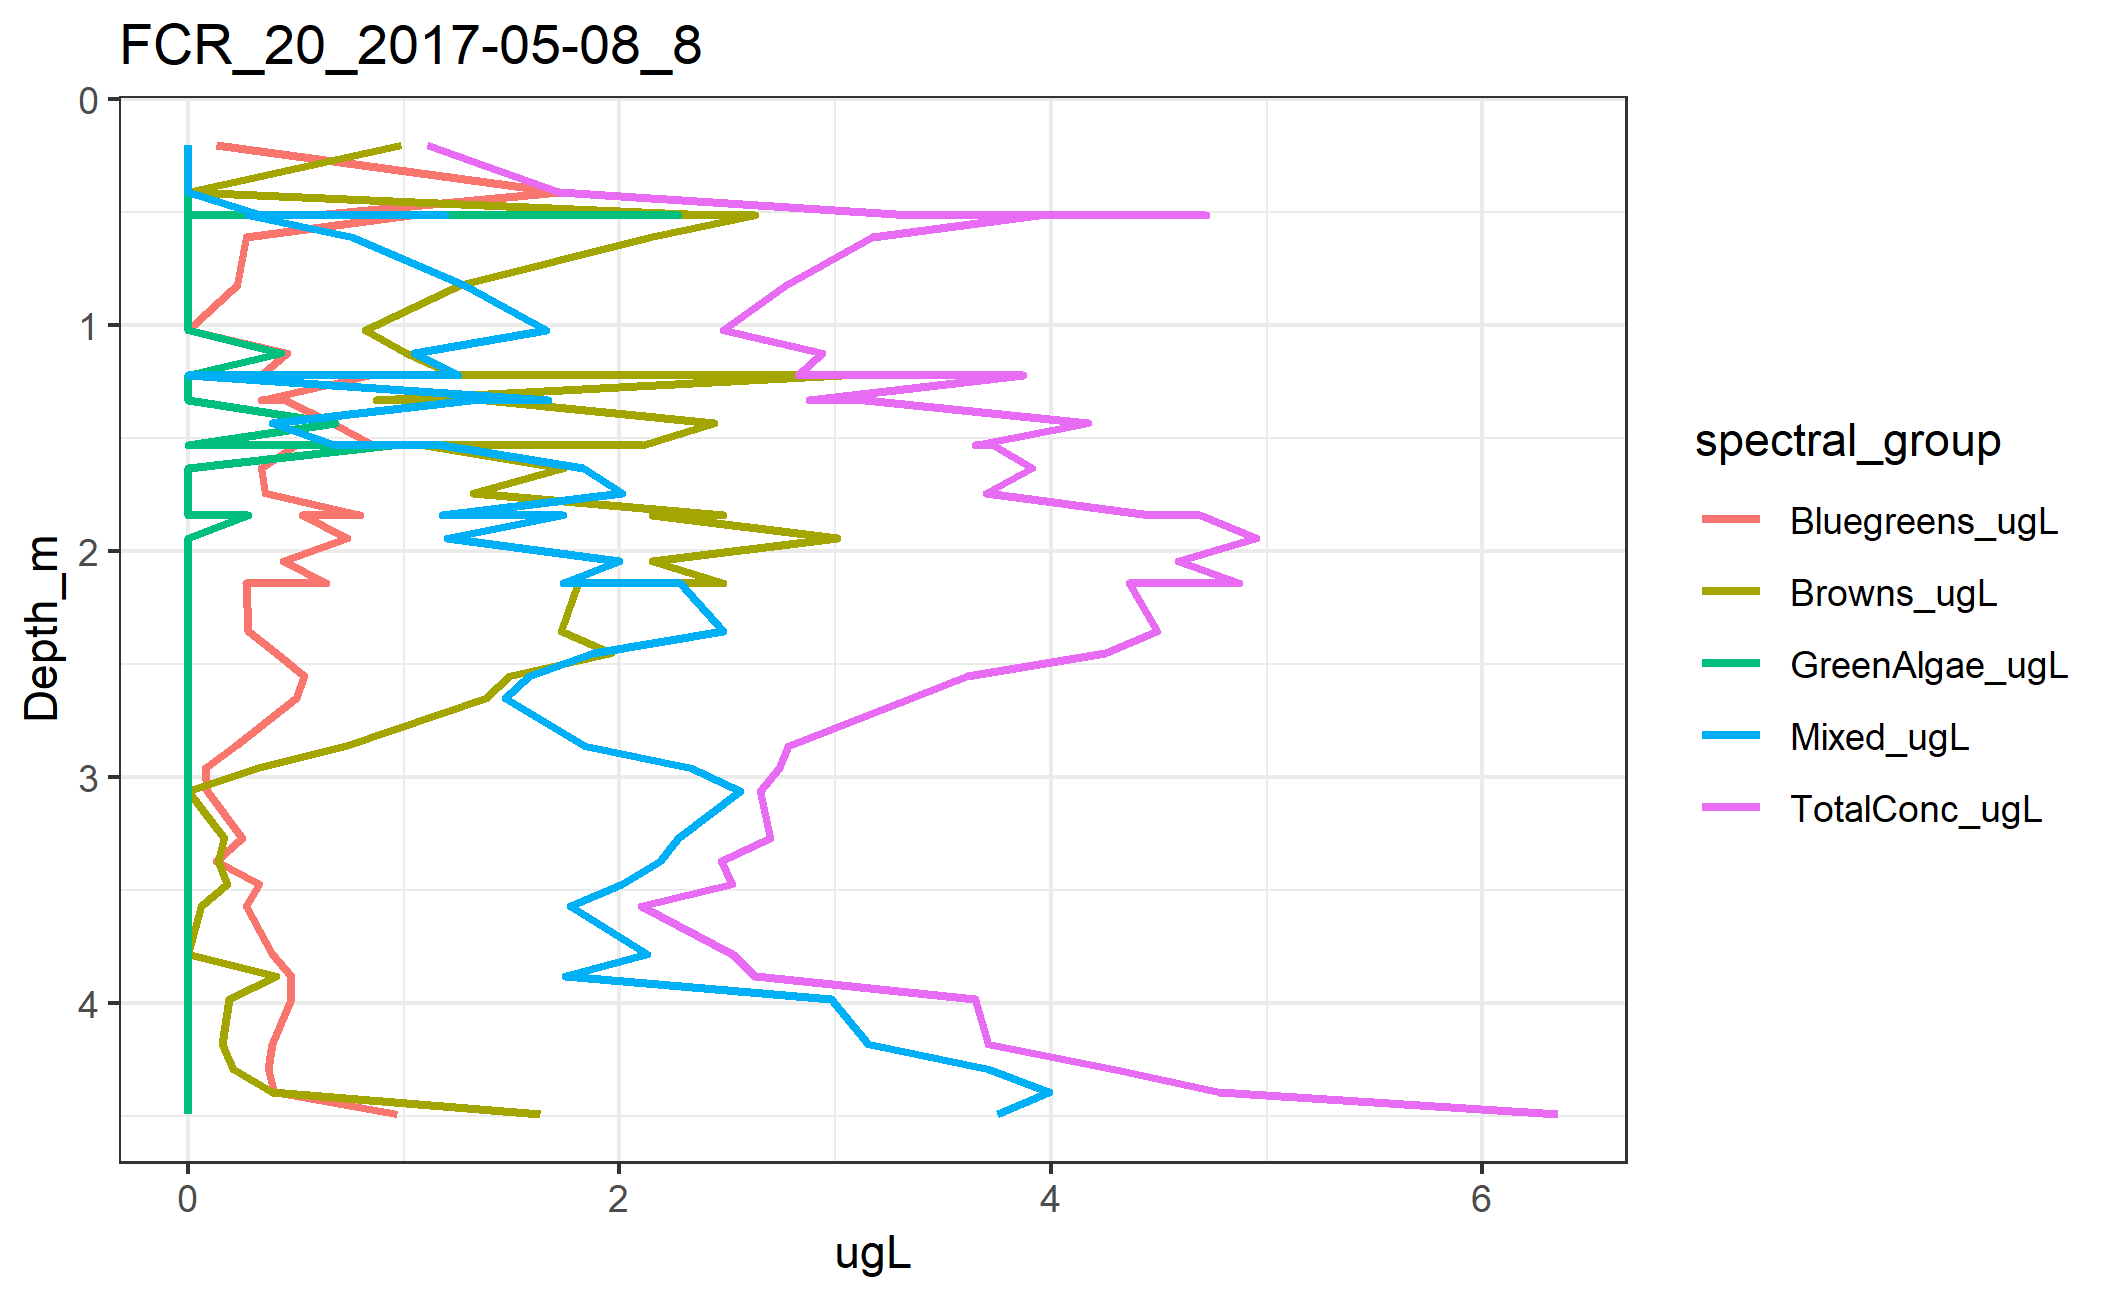 FCR_20_2017-05-08_8
0
1
2
3
4
Depth_m
0
2
4
6
ugL
spectral_group
Bluegreens_ugL
Browns_ugL
GreenAlgae_ugL
Mixed_ugL
TotalConc_ugL